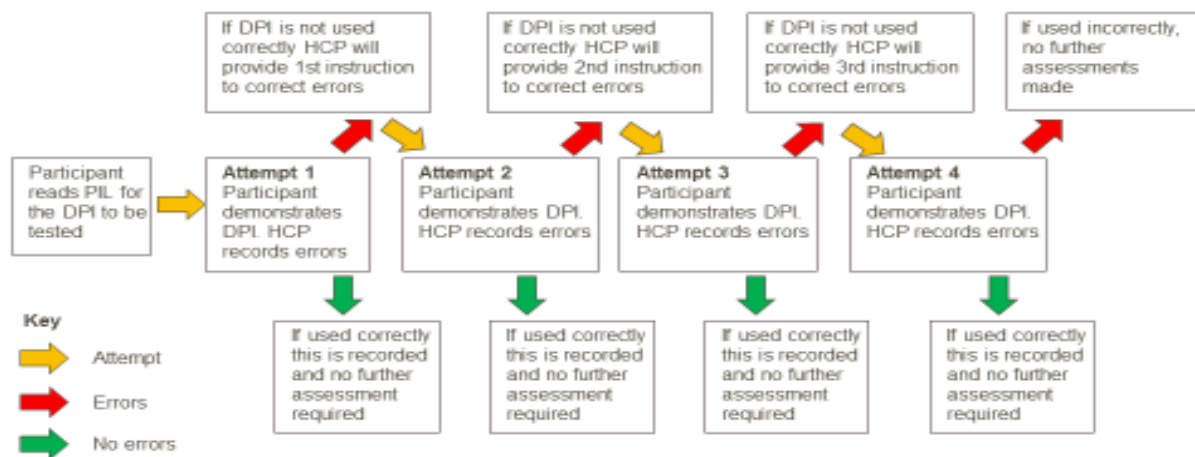 If DPI is not used
correctly HCP will
provide 1st instruction
to correct errors
If DPI is not used
correctly HCP will
provide 2nd instruction
to correct errors
If DPI is not used
correctly HCP will
provide 3rd instruction
to correct errors
If used incorrectly,
no further
assessments
made
Participant
reads PIL for
the DPI to be
tested
Attempt 1
Participant
demonstrates
DPI. HCP
records errors
Attempt 2
Participant
demonstrates DPI.
HCP records errors
Attempt 3
Participant
demonstrates DPI.
HCP records errors
Attempt 4
Participant
demonstrates DPI.
HCP records errors
If used correctly
this is recorded
and no further
assessment
required
If used correctly
this is recorded
and no further
assessment
required
If used correctly
this is recorded
and no further
assessment
required
If used correctly
this is recorded
and no further
assessment
required
Key
Attempt
Errors
No errors